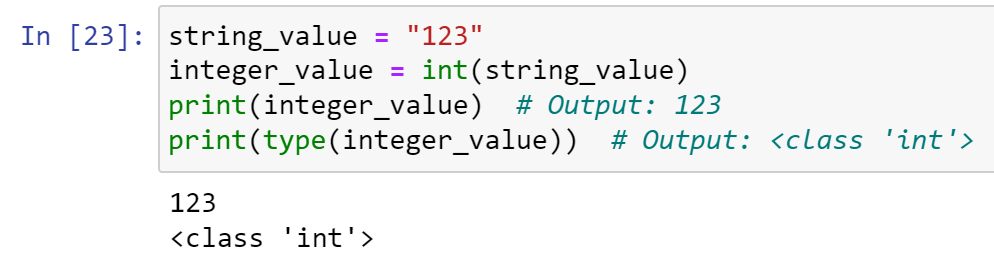 In [23]: string_value = "123"
integer_value = int(string_value)
print(integer_value)  # Output: 123
print(type(integer_value))  # Output: <class 'int'>
123
<class 'int'>